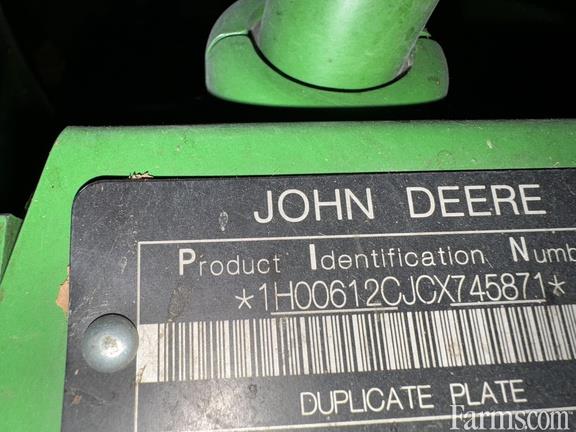 JOHN DEERE
Product Identification Numb
*1H00612CJCX745871*
DUPLICATE PLATE
Farms.com